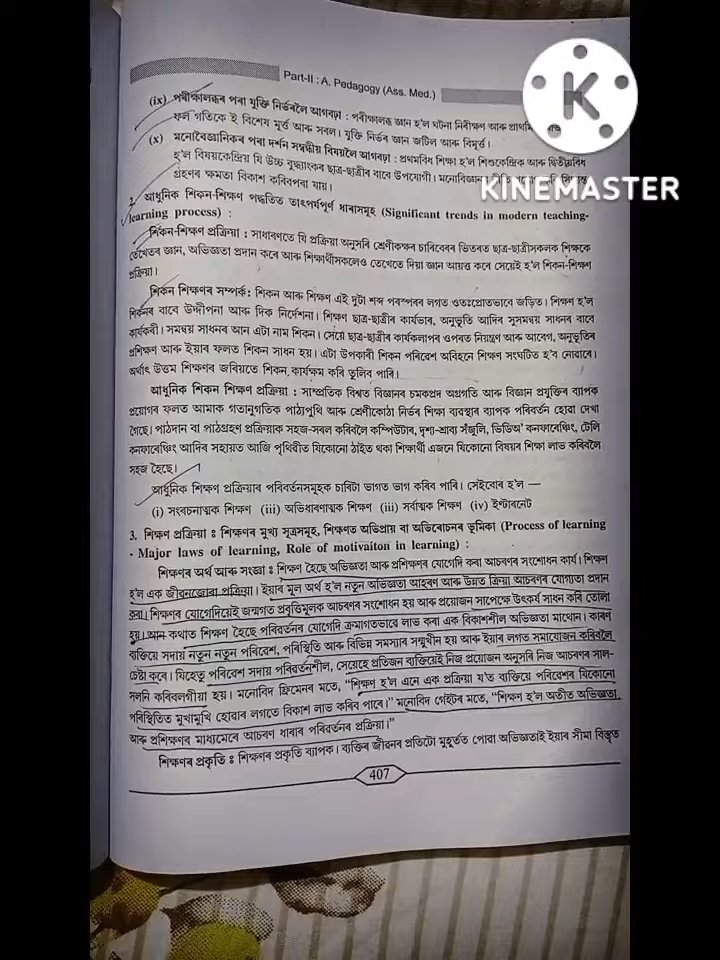 Part-II : A. Pedagogy (Ass. Med.)
(ix) পৰীক্ষালব্ধৰ পৰা যুক্তি নিৰ্ভৰলৈ আগবঢ়া : পৰীক্ষালব্ধ জ্ঞান হ'ল ঘটনা নিৰীক্ষণ আৰু
ফল গতিকে ই বিশেষ মূৰ্ত্ত আৰু সবল। যুক্তি নিৰ্ভৰ জ্ঞান জটিল আৰু বিমূৰ্ত্ত।
(x) মনোবৈজ্ঞানিকৰ পৰা দৰ্শন সম্বন্ধীয় বিষয়লৈ আগবঢ়া : প্ৰথমবিধ শিক্ষা হ'ল শিশুকেন্দ্ৰিক আৰু দ্বিতীয়বিধ
হ'ল বিষয়কেন্দ্ৰিয় যি উচ্চ বুদ্ধ্যাংকৰ ছাত্ৰ-ছাত্ৰীৰ বাবে উপযোগী।
গ্ৰহণৰ ক্ষমতা বিকাশ কৰিবপৰা যায়।
2. আধুনিক শিকন-শিক্ষণ পদ্ধতিত তাৎপৰ্যপূৰ্ণ ধাৰাসমূহ (Significant trends in modern teaching-
learning process) :
শিকন-শিক্ষণ প্ৰক্ৰিয়া : সাধাৰণতে যি প্ৰক্ৰিয়া অনুসৰি শ্ৰেণীকক্ষৰ চাৰিবেৰৰ ভিতৰত ছাত্ৰ-ছাত্ৰীসকলক শিক্ষকে
তেখেতৰ জ্ঞান, অভিজ্ঞতা প্ৰদান কৰে আৰু শিক্ষাৰ্থীসকলেও তেখেতে দিয়া জ্ঞান আয়ত্ত কৰে সেয়েই হ'ল শিকন-শিক্ষণ
প্ৰক্ৰিয়া।
শিকন শিক্ষণৰ সম্পৰ্ক: শিকন আৰু শিক্ষণ এই দুটা শব্দ পৰস্পৰৰ লগত ওতঃপ্ৰোতভাবে জড়িত। শিক্ষণ হ'ল
শিকনৰ বাবে উদ্দীপনা আৰু দিক নিৰ্দেশনা। শিক্ষণ ছাত্ৰ-ছাত্ৰীৰ কাৰ্যভাৰ, অনুভূতি আদিৰ সুসমন্বয় সাধনৰ বাবে
কাৰ্যকৰী। সমন্বয় সাধনৰ আন এটা নাম শিকন। সেয়ে ছাত্ৰ-ছাত্ৰীৰ কাৰ্যকলাপৰ ওপৰত নিয়ন্ত্ৰণ আৰু আবেগ, অনুভূতিৰ
প্ৰশিক্ষণ আৰু ইয়াৰ ফলত শিকন সাধন হয়। এটা উপকাৰী শিকন পৰিবেশ অবিহনে শিক্ষণ সংঘটিত হ'ব নোৱাৰে।
অৰ্থাৎ উত্তম শিক্ষণৰ জৰিয়তে শিকন কাৰ্যক্ষম কৰি তুলিব পাৰি।
আধুনিক শিকন শিক্ষণ প্ৰক্ৰিয়া : সাম্প্ৰতিক বিশ্বত বিজ্ঞানৰ চমকপ্ৰদ অগ্ৰগতি আৰু বিজ্ঞান প্ৰযুক্তিৰ ব্যাপক
প্ৰয়োগৰ ফলত আমাক গতানুগতিক পাঠ্যপুথি আৰু শ্ৰেণীকোঠা নিৰ্ভৰ শিক্ষা ব্যৱস্থাৰ ব্যাপক পৰিবৰ্তন হোৱা দেখা
গৈছে। পাঠদান বা পাঠগ্ৰহণ প্ৰক্ৰিয়াক সহজ-সৰল কৰিবলৈ কম্পিউটাৰ, দৃশ্য-শ্ৰাব্য সঁজুলি, ভিডিঅ' কনফাৰেঞ্চিং, টেলি
কনফাৰেঞ্চিং আদিৰ সহায়ত আজি পৃথিৱীত যিকোনো ঠাইত থকা শিক্ষাৰ্থী এজনে যিকোনো বিষয়ৰ শিক্ষা লাভ কৰিবলৈ
সহজ হৈছে।
আধুনিক শিক্ষণ প্ৰক্ৰিয়াৰ পৰিবৰ্তনসমূহক চাৰিটা ভাগত ভাগ কৰিব পাৰি। সেইবোৰ হ'ল —
(i) সংৰচনাত্মক শিক্ষণ (iii) অভিধাৰণাত্মক শিক্ষণ (iii) সৰ্বাত্মক শিক্ষণ (iv) ইণ্টাৰনেট
3. শিক্ষণ প্ৰক্ৰিয়া : শিক্ষণৰ মুখ্য সূত্ৰসমূহ, শিক্ষণত অভিপ্ৰায় বা অভিৰোচনৰ ভূমিকা (Process of learning
- Major laws of learning, Role of motivaiton in learning) :
শিক্ষণৰ অৰ্থ আৰু সংজ্ঞা : শিক্ষণ হৈছে অভিজ্ঞতা আৰু প্ৰশিক্ষণৰ যোগেদি কৰা আচৰণৰ সংশোধন কাৰ্য। শিক্ষণ
হ'ল এক জীৱনজোৰা প্ৰক্ৰিয়া। ইয়াৰ মূল অৰ্থ হ'ল নতুন অভিজ্ঞতা আহৰণ আৰু উন্নত ক্ৰিয়া আচৰণৰ যোগ্যতা প্ৰদান
কৰা। শিক্ষণৰ যোগেদিয়েই জন্মগত প্ৰবৃত্তিমূলক আচৰণৰ সংশোধন হয় আৰু প্ৰয়োজন সাপেক্ষে উৎকৰ্ষ সাধন কৰি তোলা
হয়। আন কথাত শিক্ষণ হৈছে পৰিবৰ্তনৰ যোগেদি ক্ৰমাগতভাবে লাভ কৰা এক বিকাশশীল অভিজ্ঞতা মাথোন। কাৰণ
ব্যক্তিয়ে সদায় নতুন নতুন পৰিবেশ, পৰিস্থিতি আৰু বিভিন্ন সমস্যাৰ সন্মুখীন হয় আৰু ইয়াৰ লগত সমাযোজন কৰিবলৈ
চেষ্টা কৰে। যিহেতু পৰিবেশ সদায় পৰিৱৰ্তনশীল, সেয়েহে প্ৰতিজন ব্যক্তিয়েই নিজ প্ৰয়োজন অনুসৰি নিজ আচৰণৰ সাল-
সলনি কৰিবলগীয়া হয়। মনোবিদ ফ্ৰিমেনৰ মতে, “শিক্ষণ হ'ল এনে এক প্ৰক্ৰিয়া য'ত ব্যক্তিয়ে পৰিবেশৰ যিকোনো
পৰিস্থিতিত মুখামুখি হোৱাৰ লগতে বিকাশ লাভ কৰিব পাৰে।” মনোবিদ গেইটৰ মতে, “শিক্ষণ হ'ল অতীত অভিজ্ঞতা
আৰু প্ৰশিক্ষণৰ মাধ্যমেৰে আচৰণ ধাৰাৰ পৰিৱৰ্তনৰ প্ৰক্ৰিয়া।”
শিক্ষণৰ প্ৰকৃতি : শিক্ষণৰ প্ৰকৃতি ব্যাপক। ব্যক্তিৰ জীৱনৰ প্ৰতিটো মুহূৰ্তত পোৱা অভিজ্ঞতাই ইয়াৰ সীমা বিস্তৃত
407
K
KINEMASTER